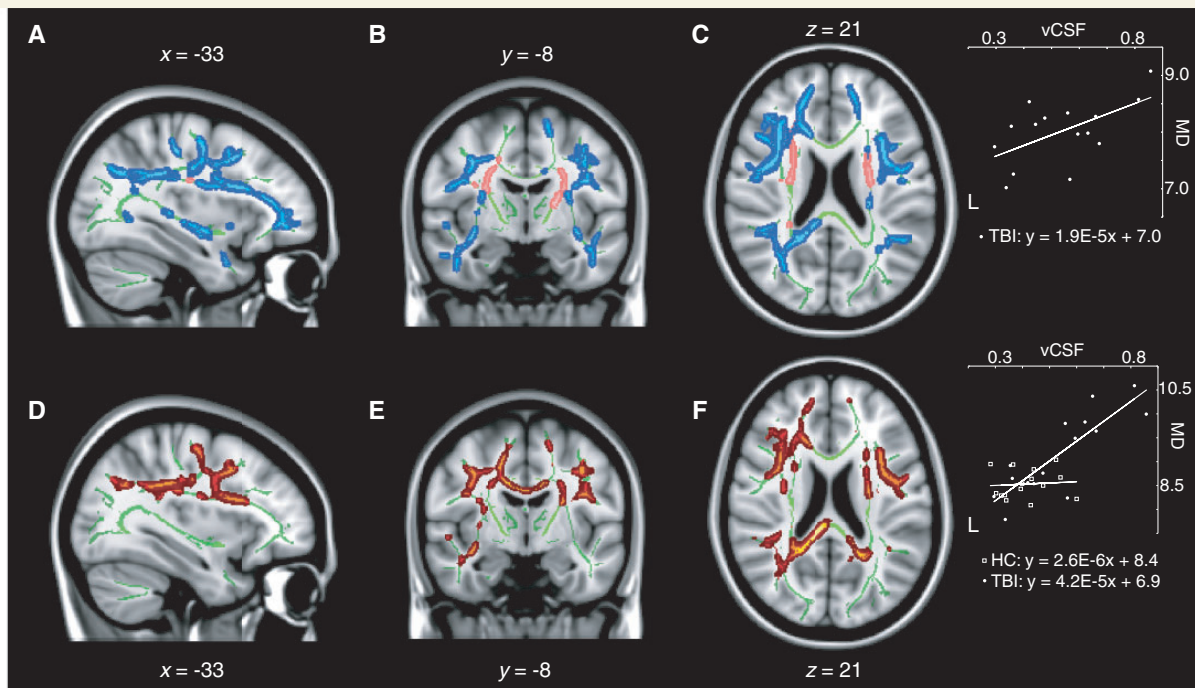 A
x = -33
B
y = -8
C
z = 21
vCSF
0.3
0.8
9.0
MD
7.0
L
• TBI: y = 1.9E-5x + 7.0
D
E
F
vCSF
0.3
0.8
10.5
MD
8.5
L
□ HC: y = 2.6E-6x + 8.4
• TBI: y = 4.2E-5x + 6.9
x = -33
y = -8
z = 21